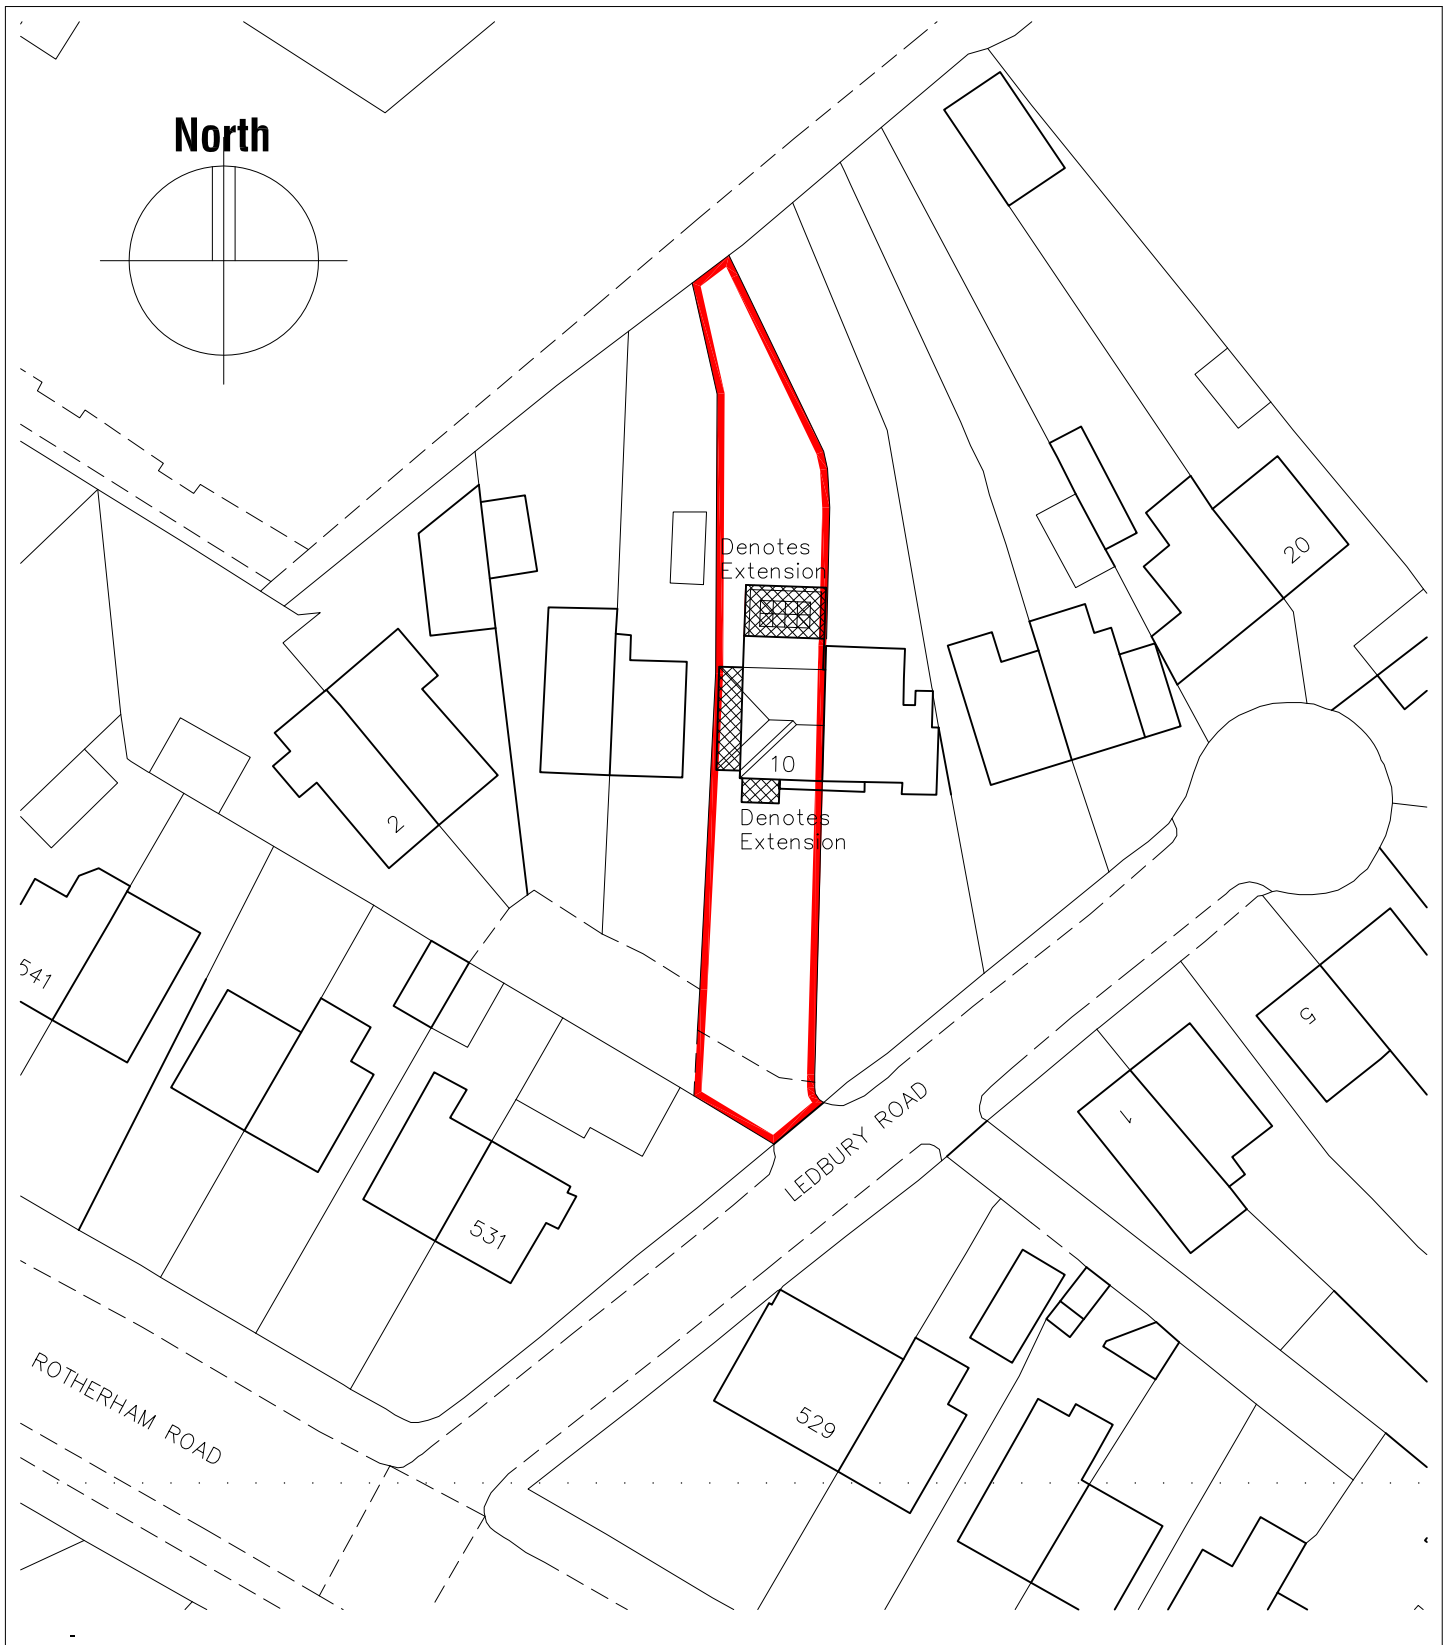 North
Denotes
Extension
20
10
2
Denotes
Extension
541
5
LEDBURY ROAD
1
531
ROTHERHAM ROAD
529